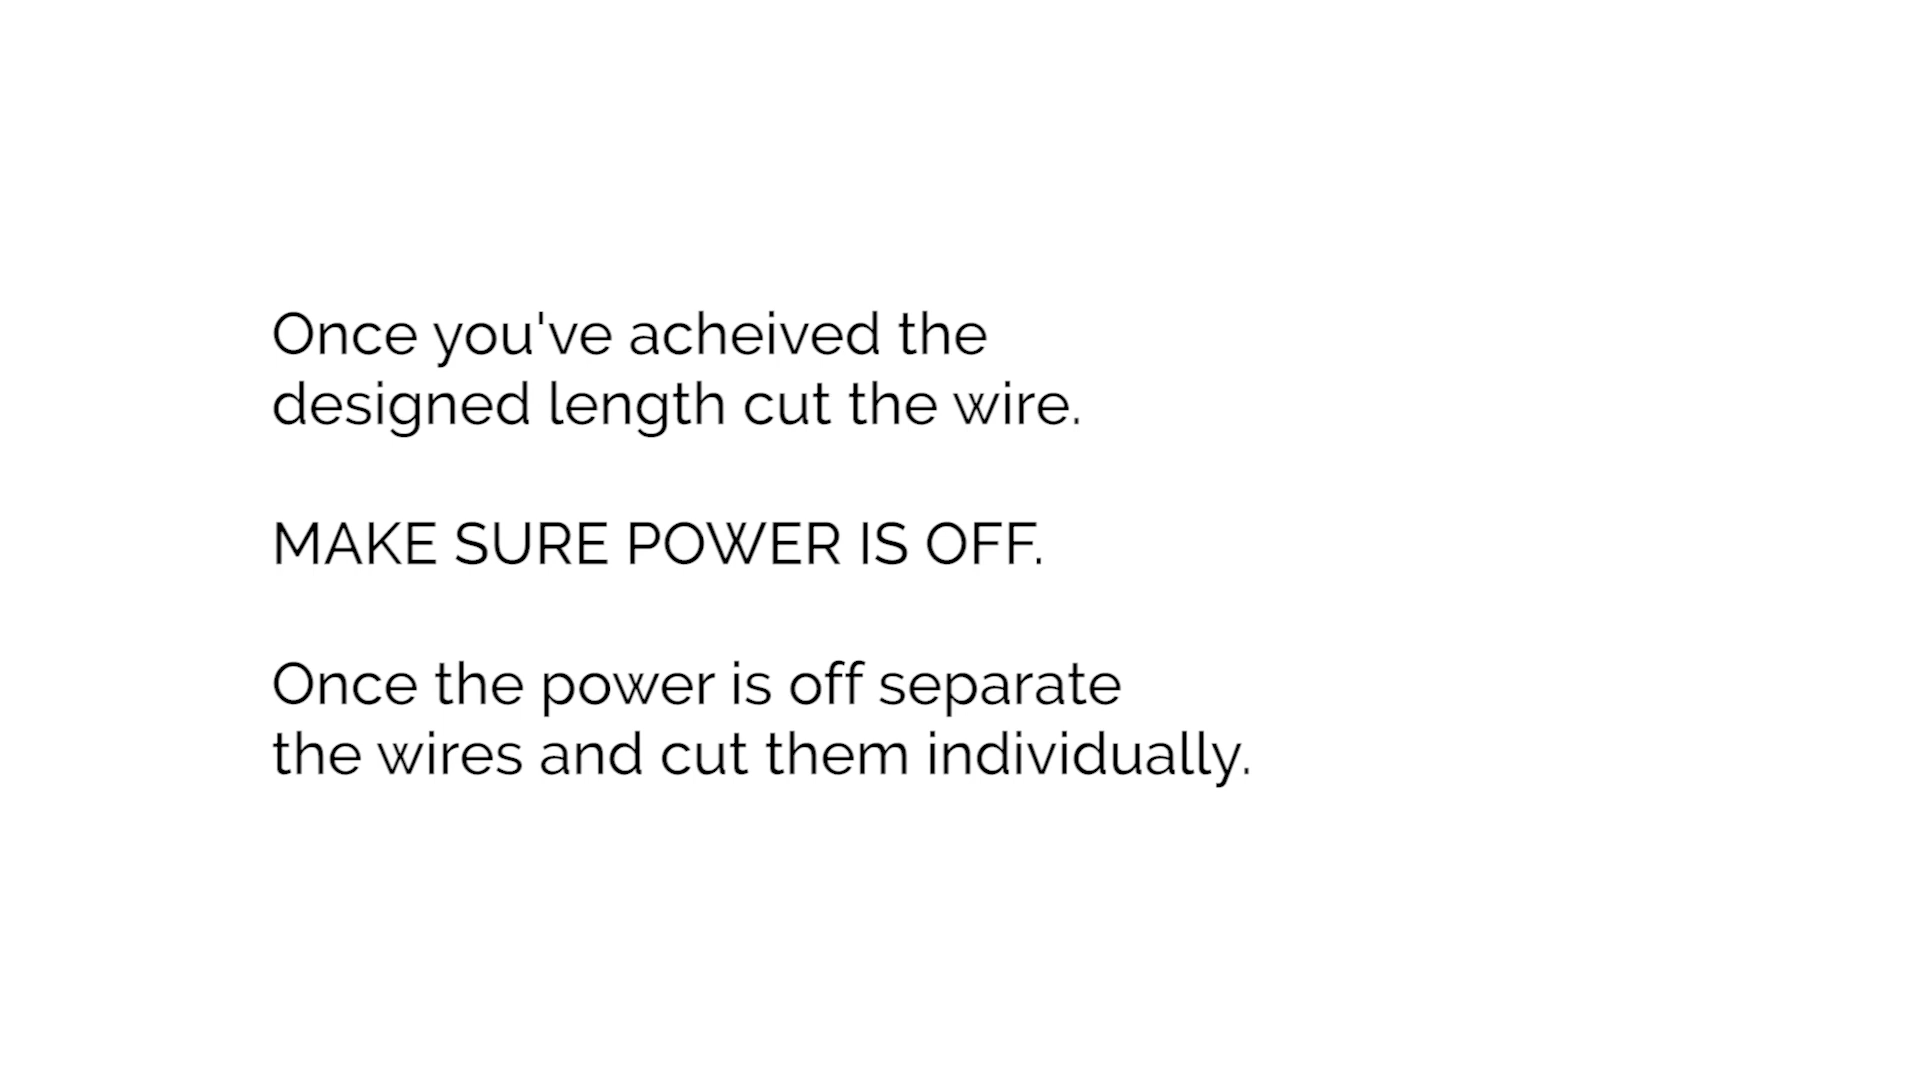 Once you've acheived the
designed length cut the wire.
MAKE SURE POWER IS OFF.
Once the power is off separate
the wires and cut them individually.